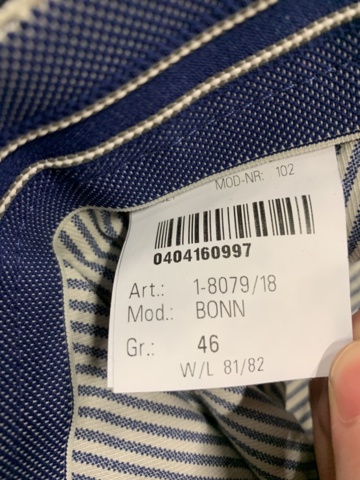 MOD-NR: 102
0404160997
Art.: 1-8079/18
Mod.: BONN
Gr.: 46
W/L 81/82